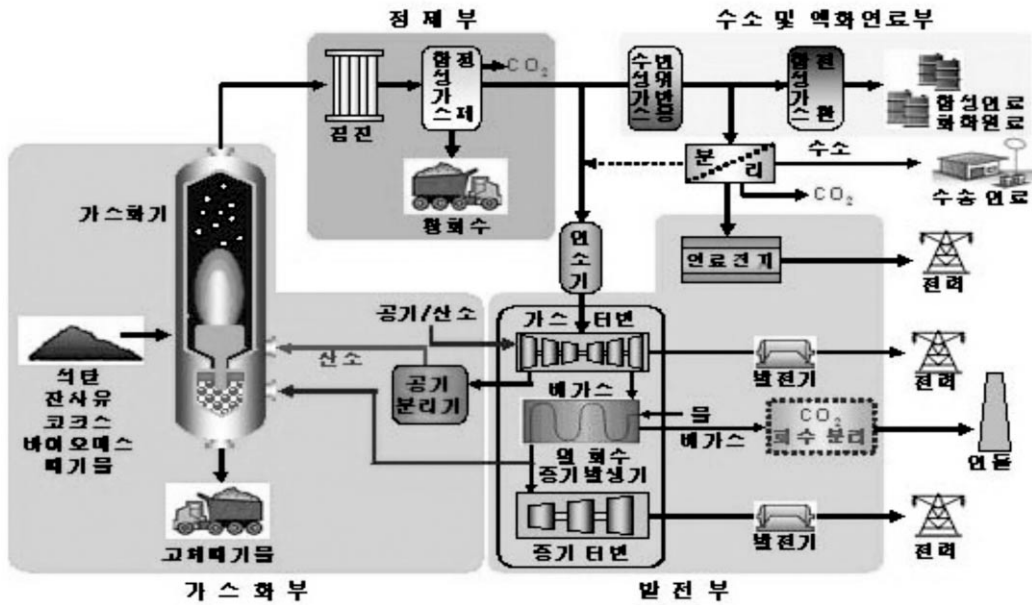 정 제 부
수 소 및 액 화 연 료 부
집진
합성가스
정제
CO₂
황회수
수성가스
변위반응
합성가스
전환
합성연료
화학원료
분리
수소
CO₂
수송 연료
가스화기
연소기
연료전지
전력
공기/산소
산소
공기
분리기
가스 터빈
발전기
전력
석탄
잔사유
코크스
바이오매스
폐기물
배가스
물
배가스
CO₂
회수 분리
연돌
열 회수
증기발생기
고체폐기물
증기 터빈
발전기
전력
가 스 화 부
발 전 부